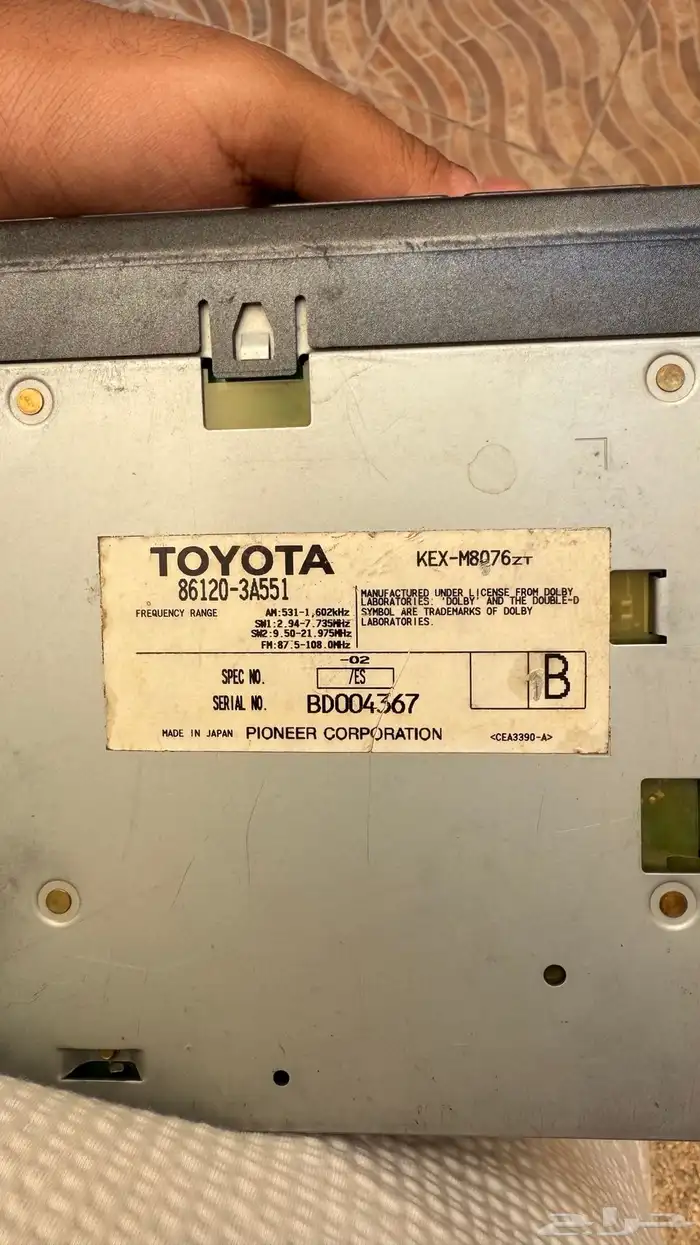 TOYOTA
KEX-M8076ZT
86120-3A551
FREQUENCY RANGE
AM:531-1,602kHz
SW1:2.94-7.735MHz
SW2:9.50-21.975MHz
FM:87.5-108.0MHz
MANUFACTURED UNDER LICENSE FROM DOLBY
LABORATORIES. 'DOLBY' AND THE DOUBLE-D
SYMBOL ARE TRADEMARKS OF DOLBY
LABORATORIES.
-02
SPEC NO. /ES
B
SERIAL NO. BD004367
MADE IN JAPAN PIONEER CORPORATION <CEA3390-A>
حراج